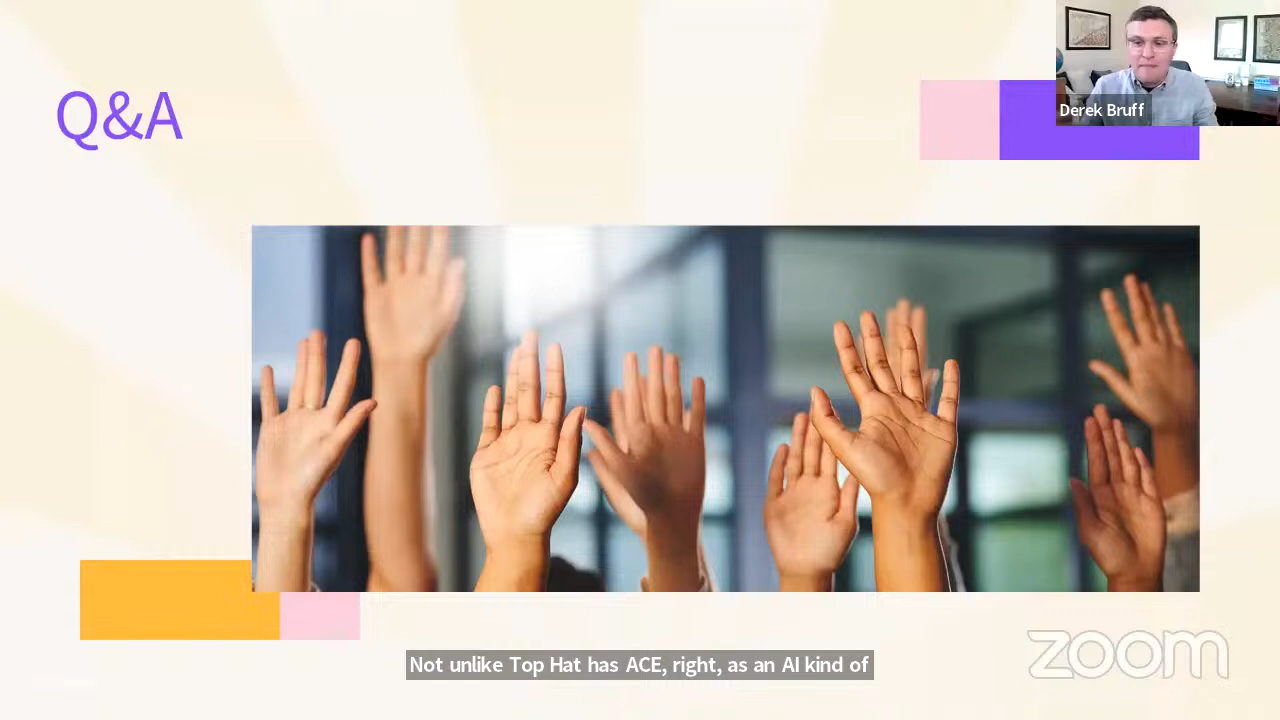 Q&A
Derek Bruff
Not unlike Top Hat has ACE, right, as an AI kind of
zoom